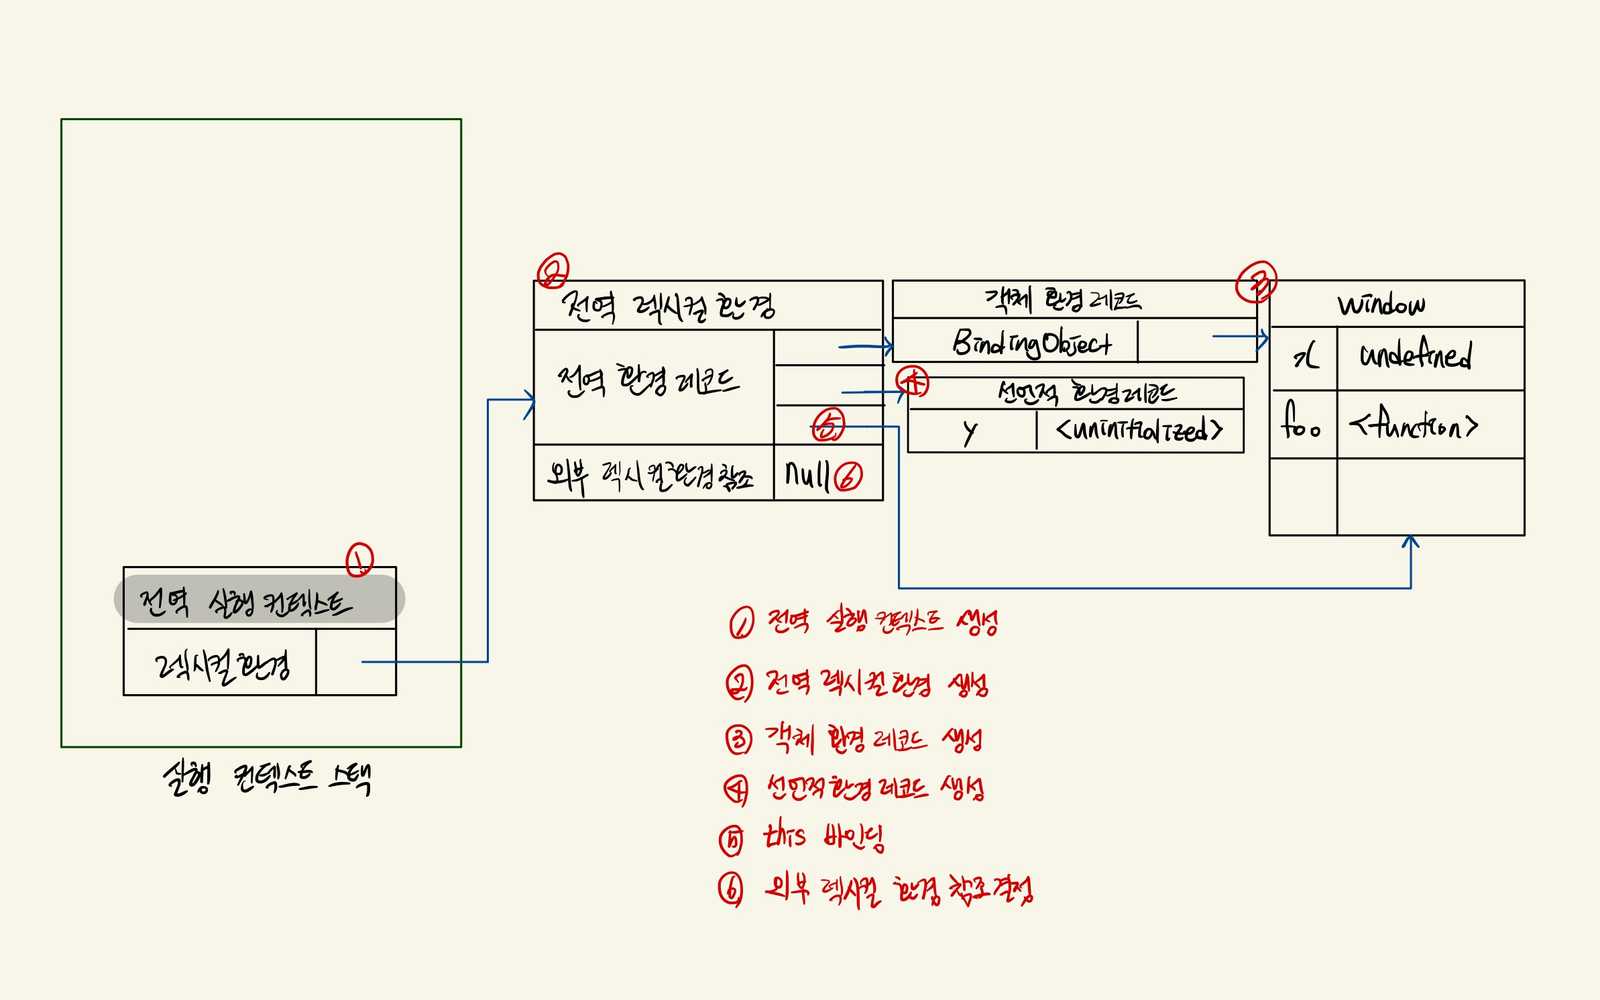 ②
전역 렉시컬 환경
전역 환경 레코드
⑤
외부 렉시컬 환경 참조 null ⑥
객체 환경 레코드
BindingObject
④
선언적 환경 레코드
y <uninitialized>
③
window
x undefined
foo <function>
①
전역 실행 컨텍스트
렉시컬 환경
실행 컨텍스트 스택
① 전역 실행 컨텍스트 생성
② 전역 렉시컬 환경 생성
③ 객체 환경 레코드 생성
④ 선언적 환경 레코드 생성
⑤ this 바인딩
⑥ 외부 렉시컬 환경 참조 결정